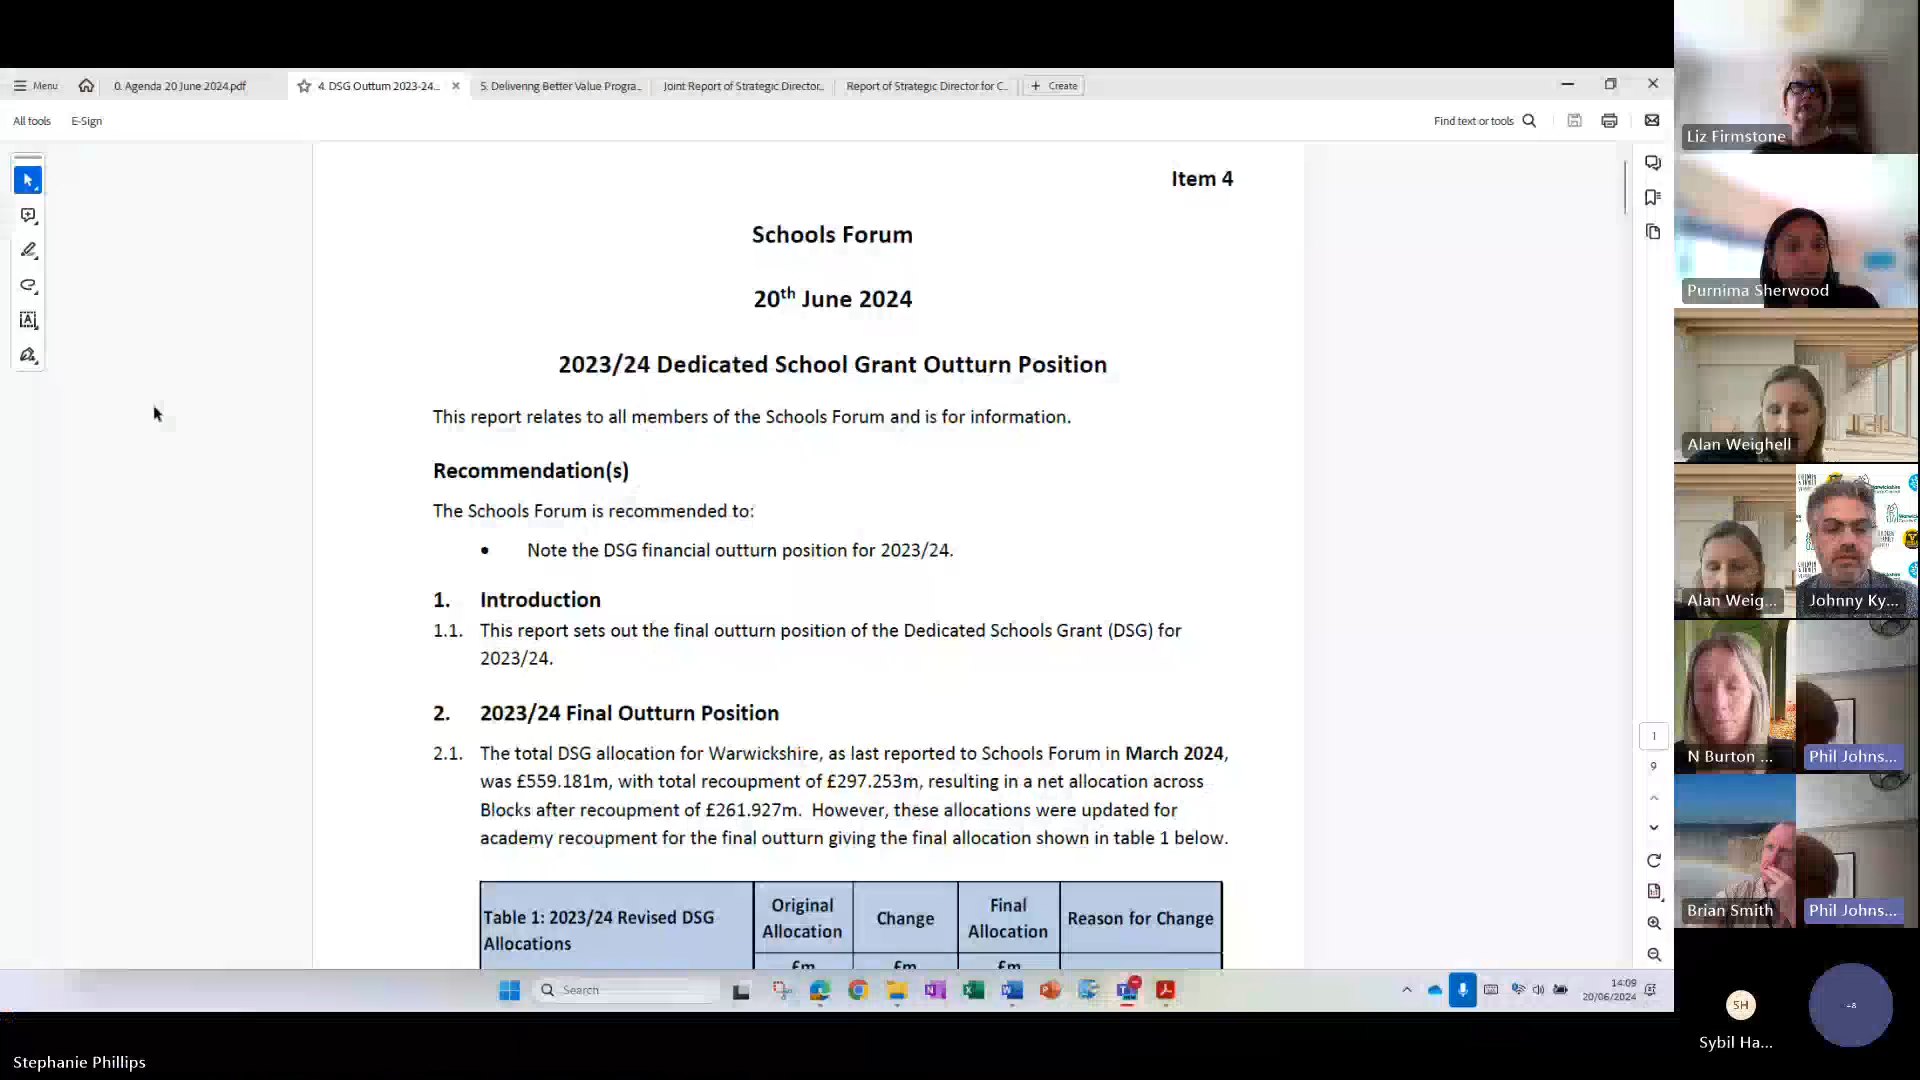 Menu
0. Agenda 20 June 2024.pdf
4. DSG Outturn 2023-24...
5. Delivering Better Value Progra...
Joint Report of Strategic Director...
Report of Strategic Director for C...
Create
All tools
E-Sign
Find text or tools
Item 4
Schools Forum
20th June 2024
2023/24 Dedicated School Grant Outturn Position
This report relates to all members of the Schools Forum and is for information.
Recommendation(s)
The Schools Forum is recommended to:
• Note the DSG financial outturn position for 2023/24.
1. Introduction
1.1. This report sets out the final outturn position of the Dedicated Schools Grant (DSG) for
2023/24.
2. 2023/24 Final Outturn Position
2.1. The total DSG allocation for Warwickshire, as last reported to Schools Forum in March 2024,
was £559.181m, with total recoupment of £297.253m, resulting in a net allocation across
Blocks after recoupment of £261.927m. However, these allocations were updated for
academy recoupment for the final outturn giving the final allocation shown in table 1 below.
Table 1: 2023/24 Revised DSG
Allocations
Original
Allocation
Change
Final
Allocation
Reason for Change
£m
£m
£m
1
9
Search
14:09
20/06/2024
Stephanie Phillips
Liz Firmstone
Purnima Sherwood
Alan Weighell
Alan Weig...
Johnny Ky...
N Burton ...
Phil Johns...
Brian Smith
Phil Johns...
SH
Sybil Ha...
+8